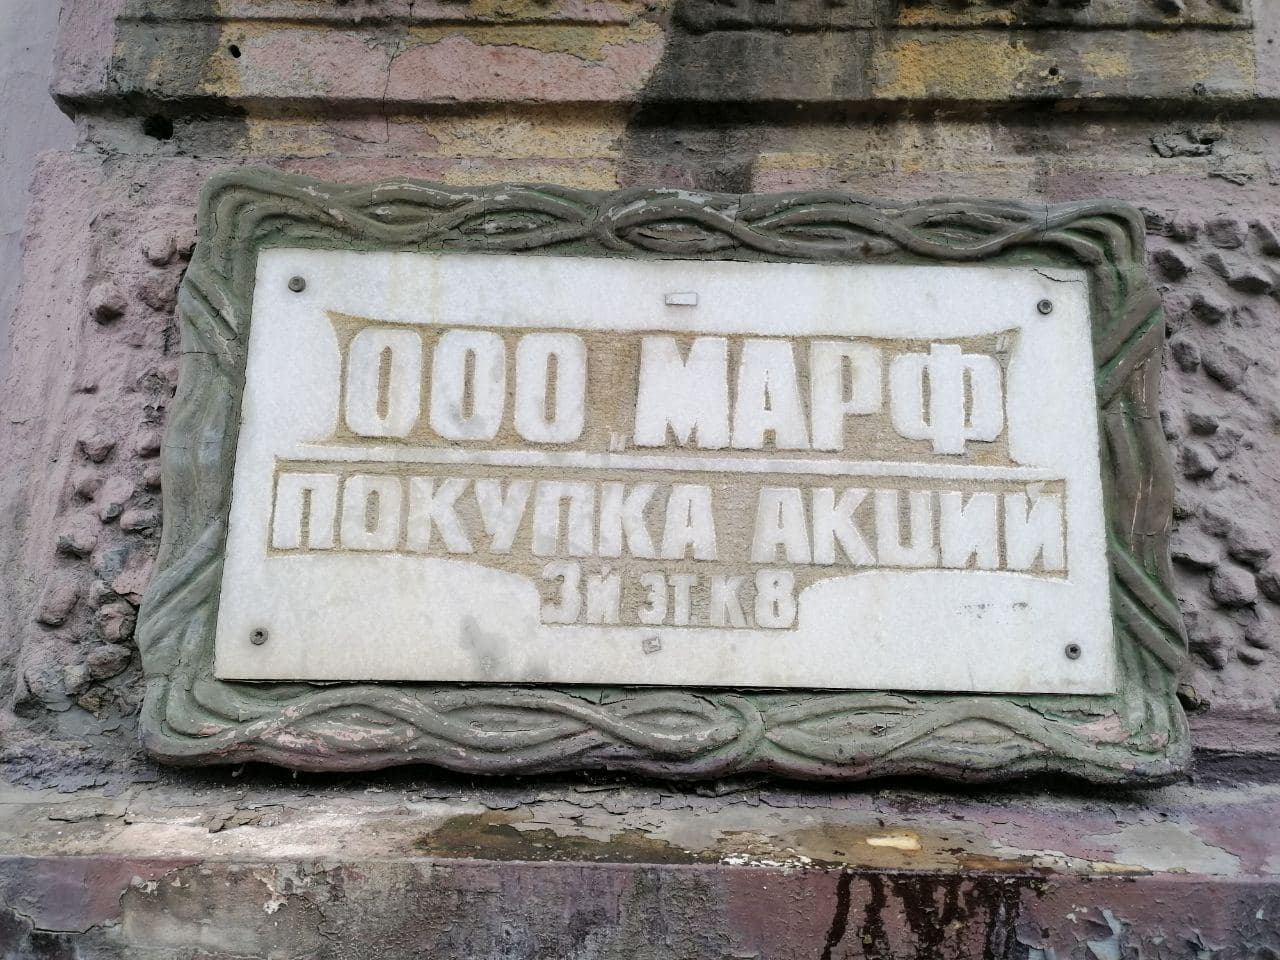 ООО „МАРФ"
ПОКУПКА АКЦИЙ
3й эт. к 8